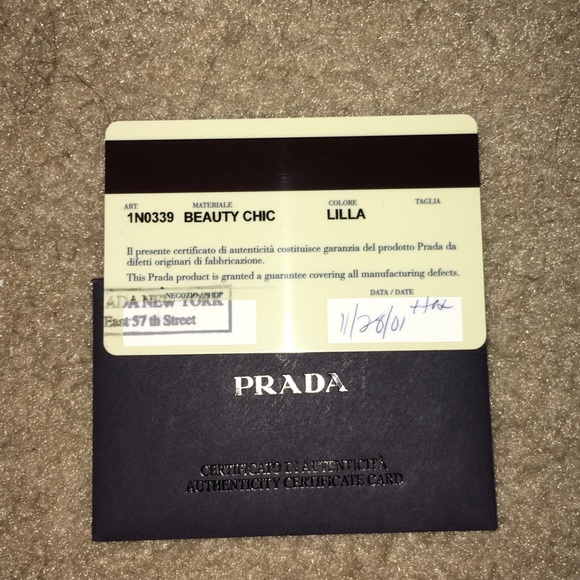 ART. MATERIALE COLORE TAGLIA
1N0339 BEAUTY CHIC LILLA
Il presente certificato di autenticità costituisce garanzia del prodotto Prada da
difetti originari di fabbricazione.
This Prada product is granted a guarantee covering all manufacturing defects.
NEGOZIO / SHOP DATA / DATE
ADA NEW YORK
East 57 th Street
11/28/01
PRADA
CERTIFICATO DI AUTENTICITÀ
AUTHENTICITY CERTIFICATE CARD